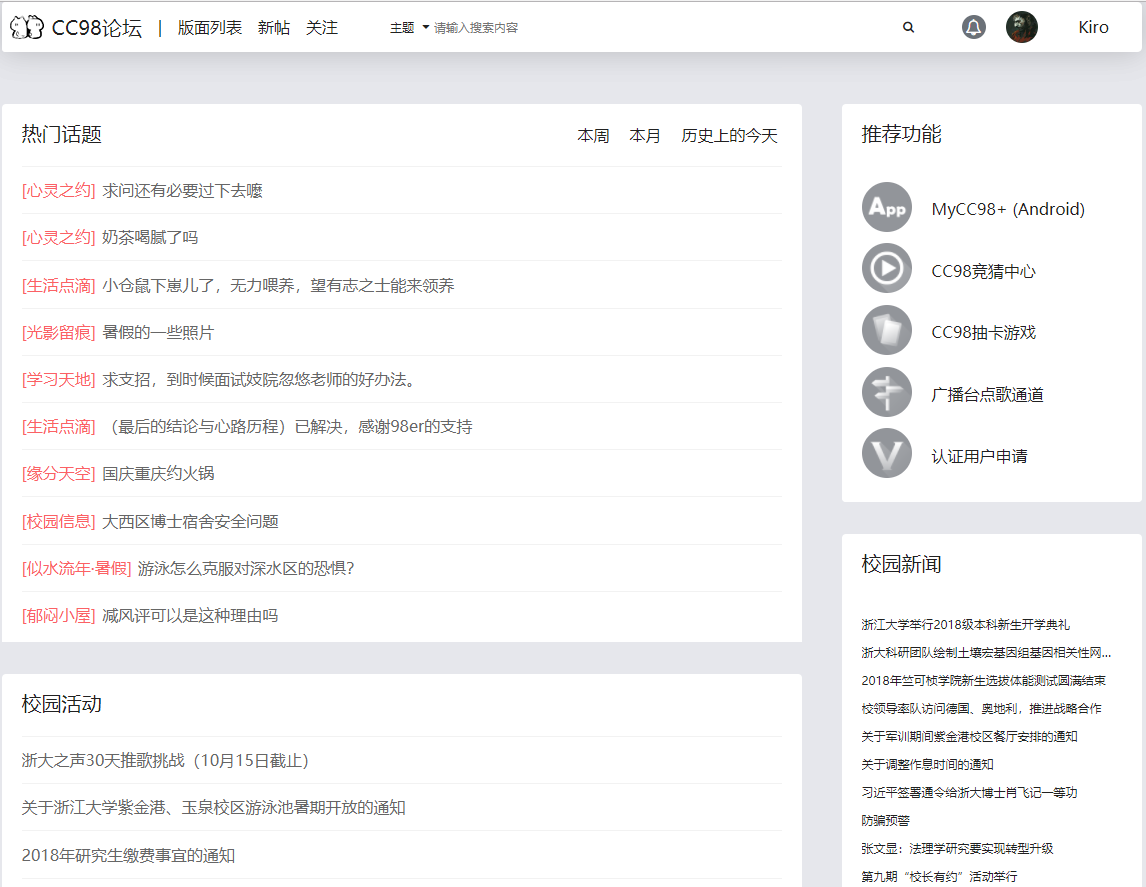 CC98论坛 | 版面列表 新帖 关注 主题 请输入搜索内容 Kiro
热门话题 本周 本月 历史上的今天
[心灵之约] 求问还有必要过下去嚒
[心灵之约] 奶茶喝腻了吗
[生活点滴] 小仓鼠下崽儿了，无力喂养，望有志之士能来领养
[光影留痕] 暑假的一些照片
[学习天地] 求支招，到时候面试妓院忽悠老师的好办法。
[生活点滴] （最后的结论与心路历程）已解决，感谢98er的支持
[缘分天空] 国庆重庆约火锅
[校园信息] 大西区博士宿舍安全问题
[似水流年·暑假] 游泳怎么克服对深水区的恐惧?
[郁闷小屋] 减风评可以是这种理由吗
校园活动
浙大之声30天推歌挑战（10月15日截止）
关于浙江大学紫金港、玉泉校区游泳池暑期开放的通知
2018年研究生缴费事宜的通知
推荐功能
App MyCC98+ (Android)
CC98竞猜中心
CC98抽卡游戏
广播台点歌通道
V 认证用户申请
校园新闻
浙江大学举行2018级本科新生开学典礼
浙大科研团队绘制土壤宏基因组基因相关性网...
2018年竺可桢学院新生选拔体能测试圆满结束
校领导率队访问德国、奥地利，推进战略合作
关于军训期间紫金港校区餐厅安排的通知
关于调整作息时间的通知
习近平签署通令给浙大博士肖飞记一等功
防骗预警
张文显：法理学研究要实现转型升级
第九期“校长有约”活动举行